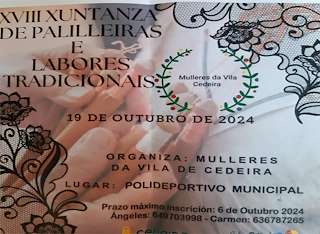 XVIII XUNTANZA
DE PALILLEIRAS
E
LABORES
TRADICIONAIS
Mulleres da Vila
Cedeira
19 DE OUTUBRO DE 2024
ORGANIZA: MULLERES
DA VILA DE CEDEIRA
LUGAR: POLIDEPORTIVO MUNICIPAL
Prazo máximo inscrición: 6 de Outubro 2024
Ángeles: 649703998 - Carmen: 636787265